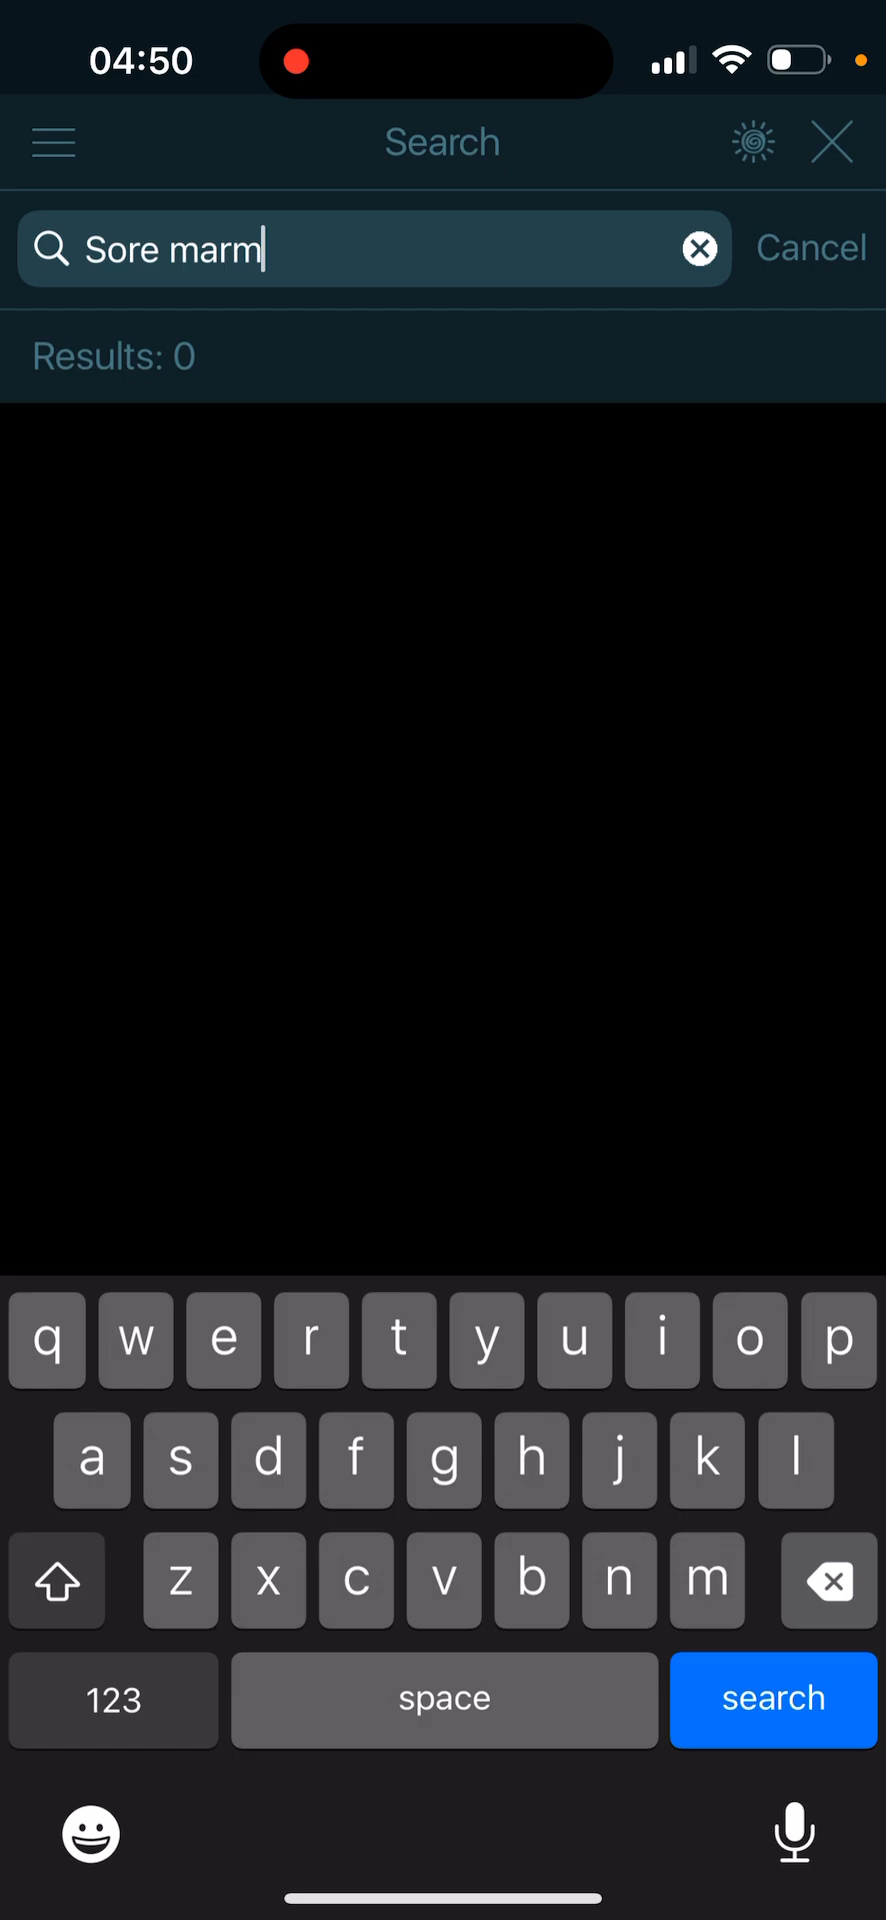 04:50
Search
Sore marm
Cancel
Results: 0
q w e r t y u i o p
a s d f g h j k l
z x c v b n m
123 space search